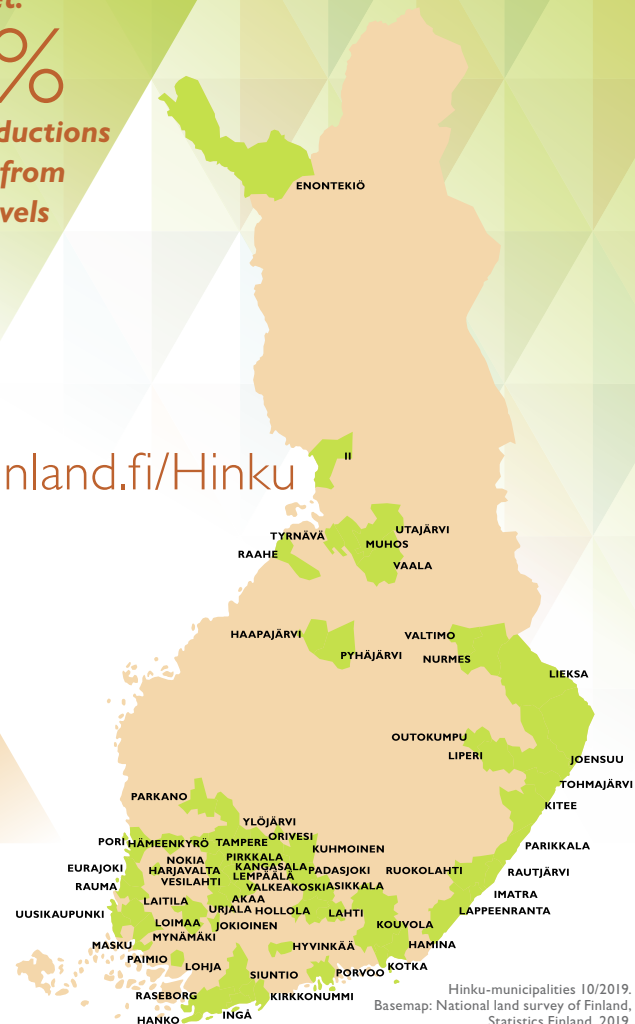 et:
%
ductions
from
vels
ENONTEKIÖ
II
nland.fi/Hinku
UTAJÄRVI
TYRNÄVÄ
MUHOS
RAAHE
VAALA
HAAPAJÄRVI
VALTIMO
PYHÄJÄRVI
NURMES
LIEKSA
OUTOKUMPU
LIPERI
JOENSUU
TOHMAJÄRVI
PARKANO
KITEE
YLÖJÄRVI
ORIVESI
PORI
HÄMEENKYRÖ
TAMPERE
KUHMOINEN
PARIKKALA
PIRKKALA
NOKIA
KANGASALA
EURAJOKI
HARJAVALTA
LEMPÄÄLÄ
PADASJOKI
RUOKOLAHTI
RAUTJÄRVI
RAUMA
VESILAHTI
VALKEAKOSKI
ASIKKALA
IMATRA
LAITILA
AKAA
UUSIKAUPUNKI
URJALA
HOLLOLA
LAHTI
LAPPEENRANTA
LOIMAA
JOKIOINEN
KOUVOLA
MYNÄMÄKI
MASKU
HYVINKÄÄ
HAMINA
PAIMIO
LOHJA
KOTKA
SIUNTIO
PORVOO
RASEBORG
KIRKKONUMMI
HANKO
INGÅ
Hinku-municipalities 10/2019.
Basemap: National land survey of Finland,
Statistics Finland, 2019.